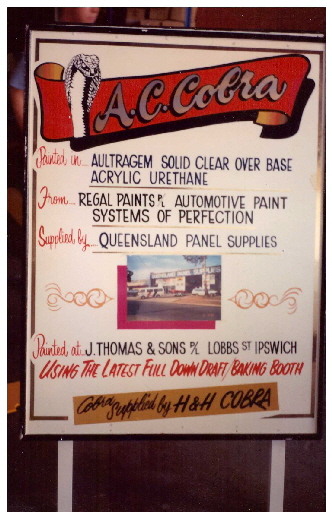 A.C. Cobra
Painted in... AULTRAGEM SOLID CLEAR OVER BASE
ACRYLIC URETHANE
From.... REGAL PAINTS P/L AUTOMOTIVE PAINT
SYSTEMS OF PERFECTION
Supplied by.... QUEENSLAND PANEL SUPPLIES
Painted at.. J. THOMAS & SONS P/L LOBBS ST IPSWICH
USING THE LATEST FULL DOWN DRAFT, BAKING BOOTH
Cobra Supplied by H & H COBRA